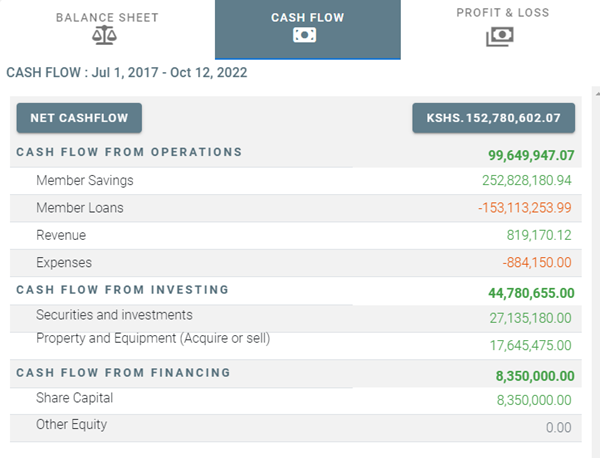 BALANCE SHEET
CASH FLOW
PROFIT & LOSS
CASH FLOW : Jul 1, 2017 - Oct 12, 2022
NET CASHFLOW KSHS. 152,780,602.07
CASH FLOW FROM OPERATIONS 99,649,947.07
Member Savings 252,828,180.94
Member Loans -153,113,253.99
Revenue 819,170.12
Expenses -884,150.00
CASH FLOW FROM INVESTING 44,780,655.00
Securities and investments 27,135,180.00
Property and Equipment (Acquire or sell) 17,645,475.00
CASH FLOW FROM FINANCING 8,350,000.00
Share Capital 8,350,000.00
Other Equity 0.00